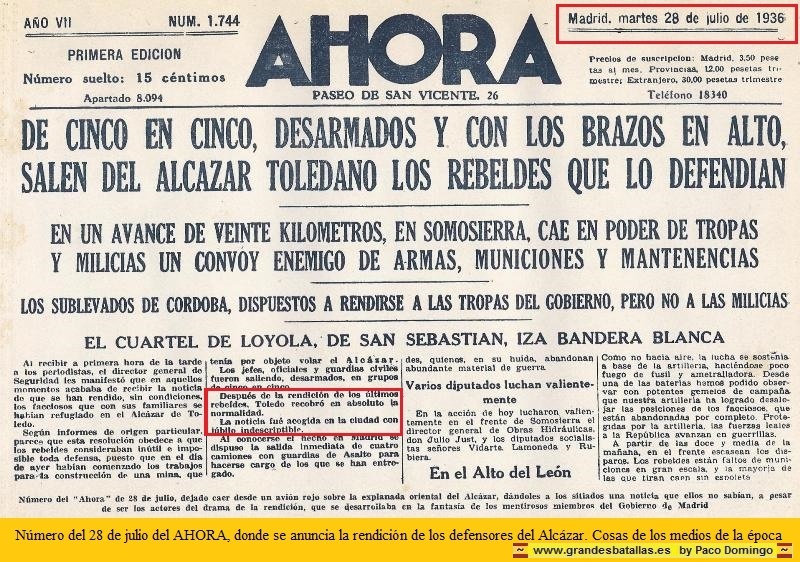 AÑO VII NUM. 1.744
PRIMERA EDICION
Número suelto: 15 céntimos
Apartado 8.094
AHORA
PASEO DE SAN VICENTE, 26
Madrid, martes 28 de julio de 1936
Precios de suscripcion: Madrid, 3,50 pese
tas al mes. Provincias, 12,00 pesetas tri-
mestre; Extranjero, 30,00 pesetas trimestre
Teléfono 18340
DE CINCO EN CINCO, DESARMADOS Y CON LOS BRAZOS EN ALTO,
SALEN DEL ALCAZAR TOLEDANO LOS REBELDES QUE LO DEFENDIAN
EN UN AVANCE DE VEINTE KILOMETROS, EN SOMOSIERRA, CAE EN PODER DE TROPAS
Y MILICIAS UN CONVOY ENEMIGO DE ARMAS, MUNICIONES Y MANTENENCIAS
LOS SUBLEVADOS DE CORDOBA, DISPUESTOS A RENDIRSE A LAS TROPAS DEL GOBIERNO, PERO NO A LAS MILICIAS
EL CUARTEL DE LOYOLA, DE SAN SEBASTIAN, IZA BANDERA BLANCA
Al recibir a primera hora de la tarde
a los periodistas, el director general de
Seguridad les manifestó que en aquellos
momentos acababa de recibir la noticia
de que se han rendido, sin condiciones,
los facciosos que con sus familiares se
habían refugiado en el Alcázar de To-
ledo.
Según informes de origen particular,
parece que esta resolución obedece a que
los rebeldes consideraban inútil e impo-
sible toda defensa, puesto que en el día
de ayer habían comenzado los trabajos
para la construcción de una mina, que
tenía por objeto volar el Alcázar.
Los jefes, oficiales y guardias civiles
fueron saliendo, desarmados, en grupos
de cinco en cinco.
Después de la rendición de los últimos
rebeldes, Toledo recobró en absoluto la
normalidad.
La noticia fué acogida en la ciudad con
júbilo indescriptible.
Al conocerse el hecho en Madrid se
dispuso la salida inmediata de cuatro
camiones con guardias de Asalto para
hacerse cargo de los que se han entre-
gado.
des, quienes, en su huida, abandonan
abundante material de guerra.
Varios diputados luchan valiente-
mente
En la acción de hoy lucharon valiente-
mente en el frente de Somosierra el
director general de Obras Hidráulicas,
don Julio Just, y los diputados socialis-
tas señores Vidarte, Lamoneda y Ru-
biera.
En el Alto del León
Como no hacía aire, la lucha se sostenía
a base de la artillería, haciéndose poco
fuego de fusil y ametralladora. Desde
una de las baterías hemos podido obser-
var con potentes gemelos de campaña
que nuestra artillería ha logrado desalo-
jar las posiciones de los facciosos, que
están abandonadas por completo. Prote-
gidas por la artillería, las fuerzas leales
a la República avanzan en guerrillas.
A partir de las doce y media de la
mañana, en el frente escasean los dis-
paros. Los rebeldes están faltos de muni-
ciones en gran escala, y la mayoría de
las que tiran caen sin
Número del "Ahora" de 28 de julio, dejado caer desde un avión rojo sobre la explanada oriental del Alcázar, dándoles a los sitiados una noticia que ellos no sabían, a pesar
de ser los actores del drama de la rendición, que se desarrollaba en la fantasía de los mentirosos miembros del Gobierno de Madrid
Número del 28 de julio del AHORA, donde se anuncia la rendición de los defensores del Alcázar. Cosas de los medios de la época
www.grandesbatallas.es by Paco Domingo